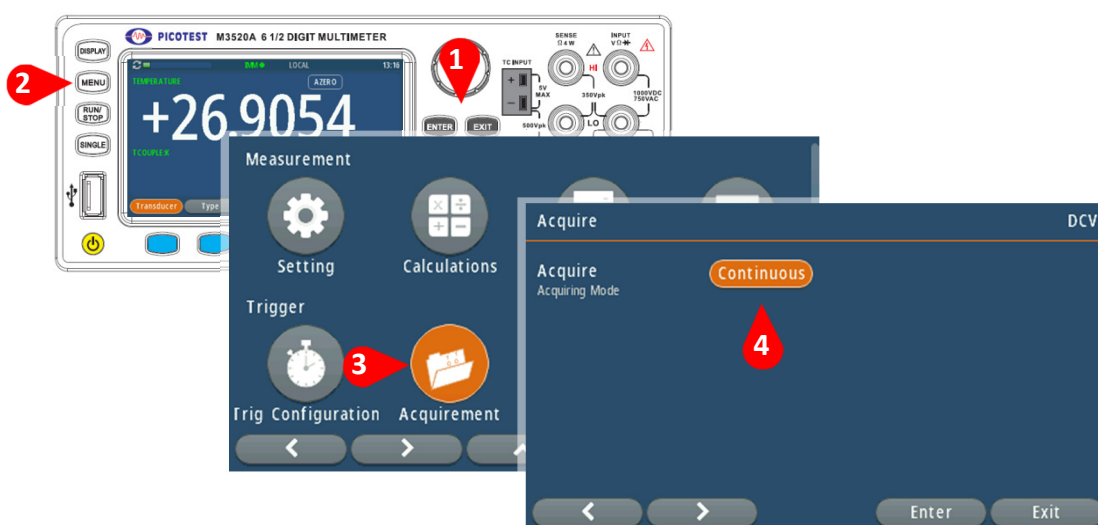 PICOTEST M3520A 6 1/2 DIGIT MULTIMETER
DISPLAY
MENU
RUN/
STOP
SINGLE
LOCAL
13:16
TEMPERATURE
AZERO
+26.9054
TCOUPLE:K
Transducer
Type
1
2
ENTER
EXIT
TC INPUT
+
−
5V
MAX
SENSE
Ω 4 W
INPUT
HI
350Vpk
1000VDC
750VAC
500Vpk
LO
Measurement
Setting
Calculations
Trigger
3
Trig Configuration
Acquirement
Acquire
DCV
Acquire
Continuous
Acquiring Mode
4
Enter
Exit